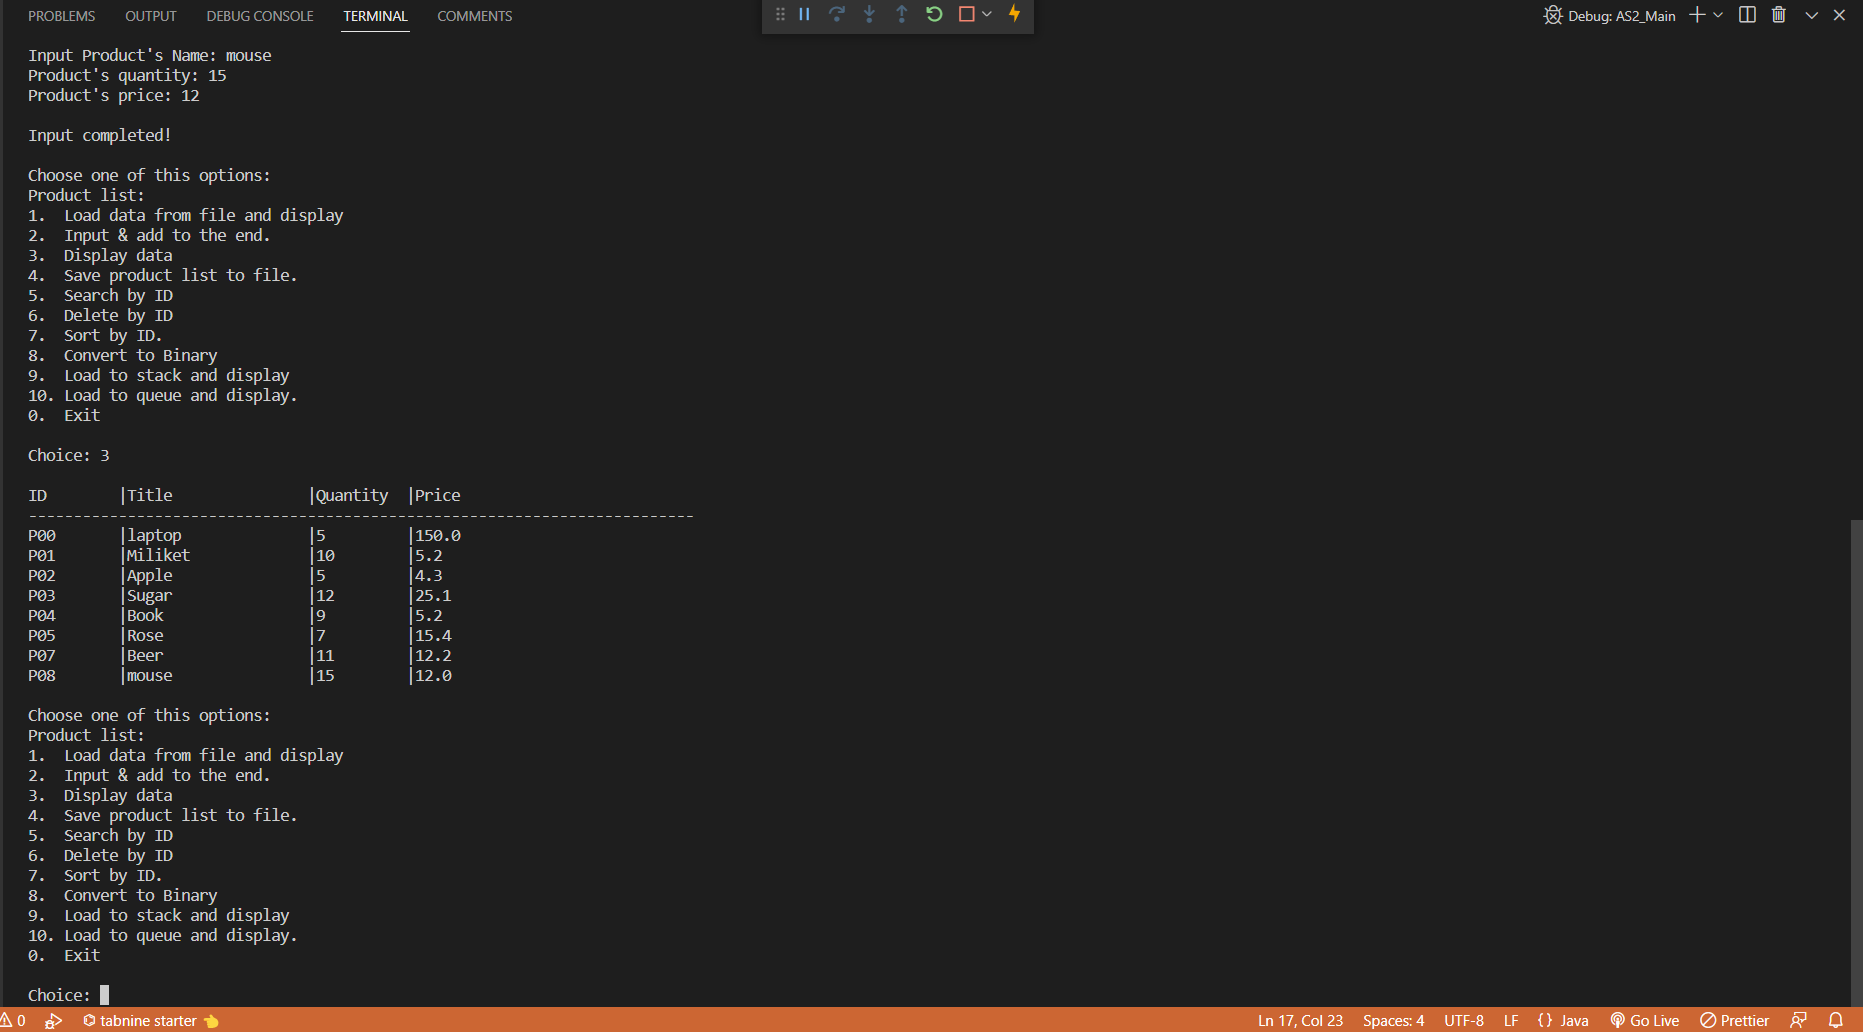 PROBLEMS OUTPUT DEBUG CONSOLE TERMINAL COMMENTS Debug: AS2_Main
Input Product's Name: mouse
Product's quantity: 15
Product's price: 12
Input completed!
Choose one of this options:
Product list:
1. Load data from file and display
2. Input & add to the end.
3. Display data
4. Save product list to file.
5. Search by ID
6. Delete by ID
7. Sort by ID.
8. Convert to Binary
9. Load to stack and display
10. Load to queue and display.
0. Exit
Choice: 3
ID |Title |Quantity |Price
--------------------------------------------------------------------------
P00 |laptop |5 |150.0
P01 |Miliket |10 |5.2
P02 |Apple |5 |4.3
P03 |Sugar |12 |25.1
P04 |Book |9 |5.2
P05 |Rose |7 |15.4
P07 |Beer |11 |12.2
P08 |mouse |15 |12.0
Choose one of this options:
Product list:
1. Load data from file and display
2. Input & add to the end.
3. Display data
4. Save product list to file.
5. Search by ID
6. Delete by ID
7. Sort by ID.
8. Convert to Binary
9. Load to stack and display
10. Load to queue and display.
0. Exit
Choice:
0 tabnine starter 👈 Ln 17, Col 23 Spaces: 4 UTF-8 LF {} Java Go Live Prettier